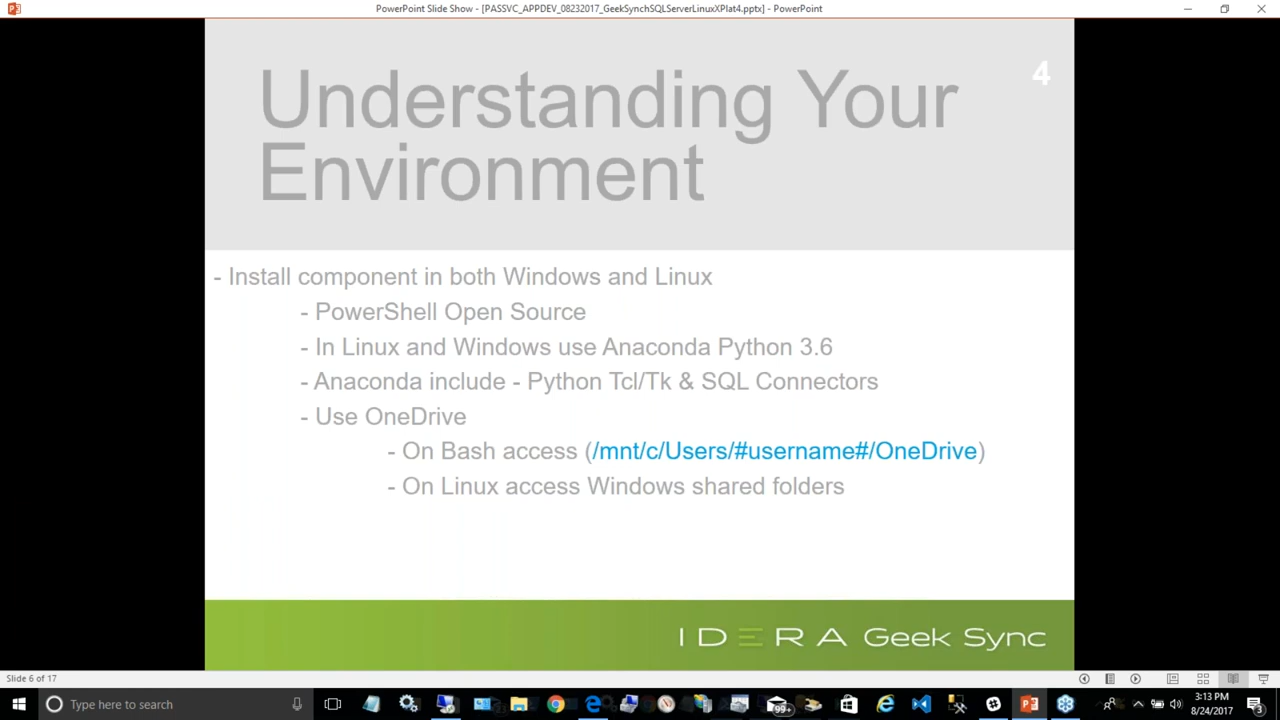 PowerPoint Slide Show - [PASSVC_APPDEV_08232017_GeekSynchSQLServerLinuxXPlat4.pptx] - PowerPoint
Understanding Your
Environment
4
- Install component in both Windows and Linux
- PowerShell Open Source
- In Linux and Windows use Anaconda Python 3.6
- Anaconda include - Python Tcl/Tk & SQL Connectors
- Use OneDrive
- On Bash access (/mnt/c/Users/#username#/OneDrive)
- On Linux access Windows shared folders
IDERA Geek Sync
Slide 6 of 17
Type here to search
99+
3:13 PM
8/24/2017
3